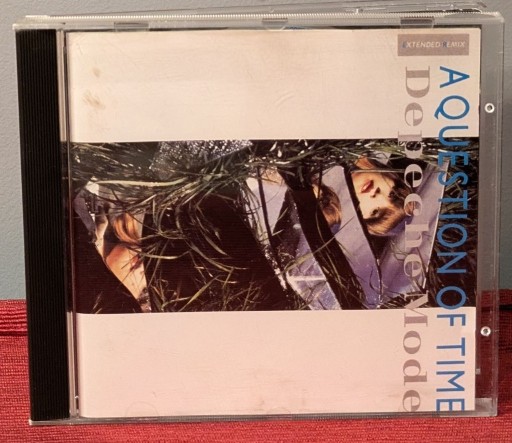 EXTENDED REMIX
A QUESTION OF TIME
Depeche Mode